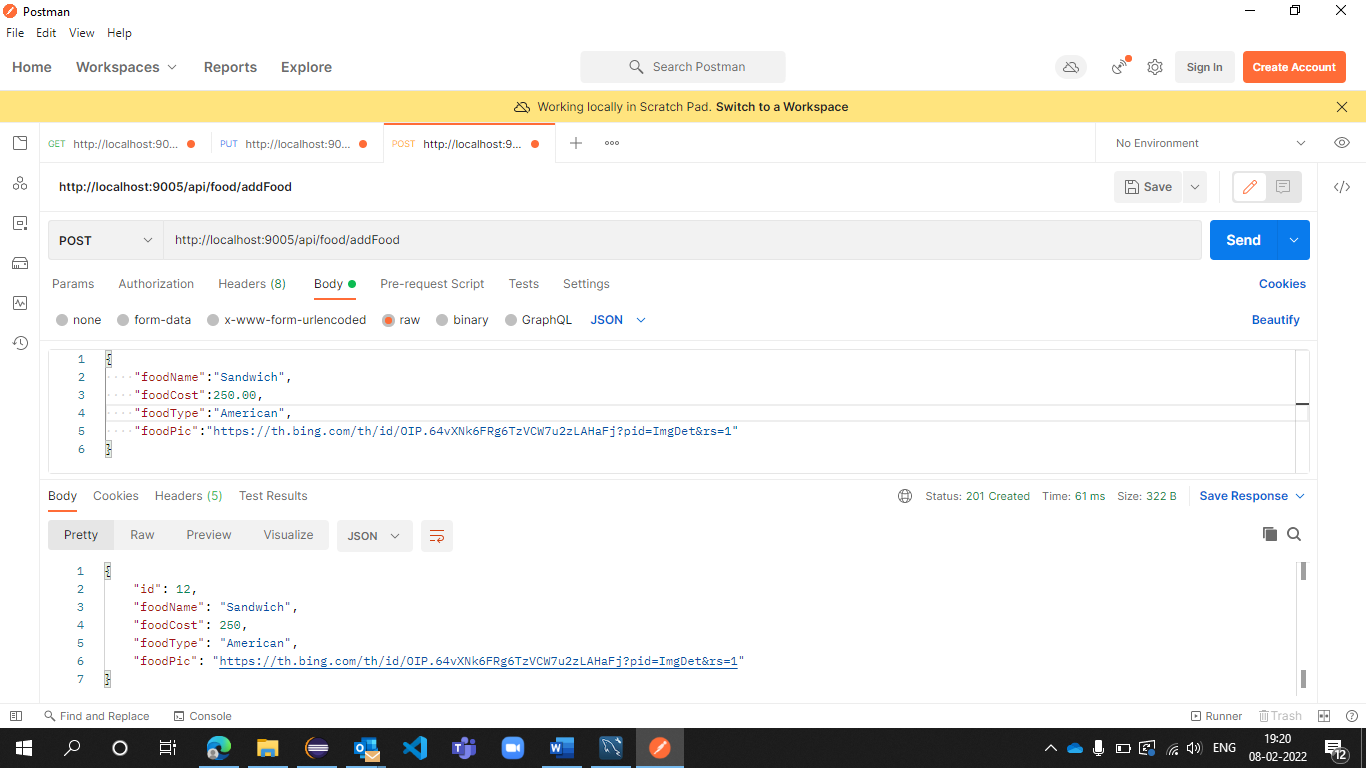 Postman
File Edit View Help
Home Workspaces Reports Explore Search Postman Sign In Create Account
Working locally in Scratch Pad. Switch to a Workspace
GET http://localhost:90... PUT http://localhost:90... POST http://localhost:9... No Environment
http://localhost:9005/api/food/addFood Save
POST http://localhost:9005/api/food/addFood Send
Params Authorization Headers (8) Body Pre-request Script Tests Settings Cookies
none form-data x-www-form-urlencoded raw binary GraphQL JSON Beautify
1 {
2 "foodName":"Sandwich",
3 "foodCost":250.00,
4 "foodType":"American",
5 "foodPic":"https://th.bing.com/th/id/OIP.64vXNk6FRg6TzVCW7u2zLAHaFj?pid=ImgDet&rs=1"
6 }
Body Cookies Headers (5) Test Results Status: 201 Created Time: 61 ms Size: 322 B Save Response
Pretty Raw Preview Visualize JSON
1 {
2 "id": 12,
3 "foodName": "Sandwich",
4 "foodCost": 250,
5 "foodType": "American",
6 "foodPic": "https://th.bing.com/th/id/OIP.64vXNk6FRg6TzVCW7u2zLAHaFj?pid=ImgDet&rs=1"
7 }
Find and Replace Console Runner Trash
ENG 19:20
08-02-2022 12